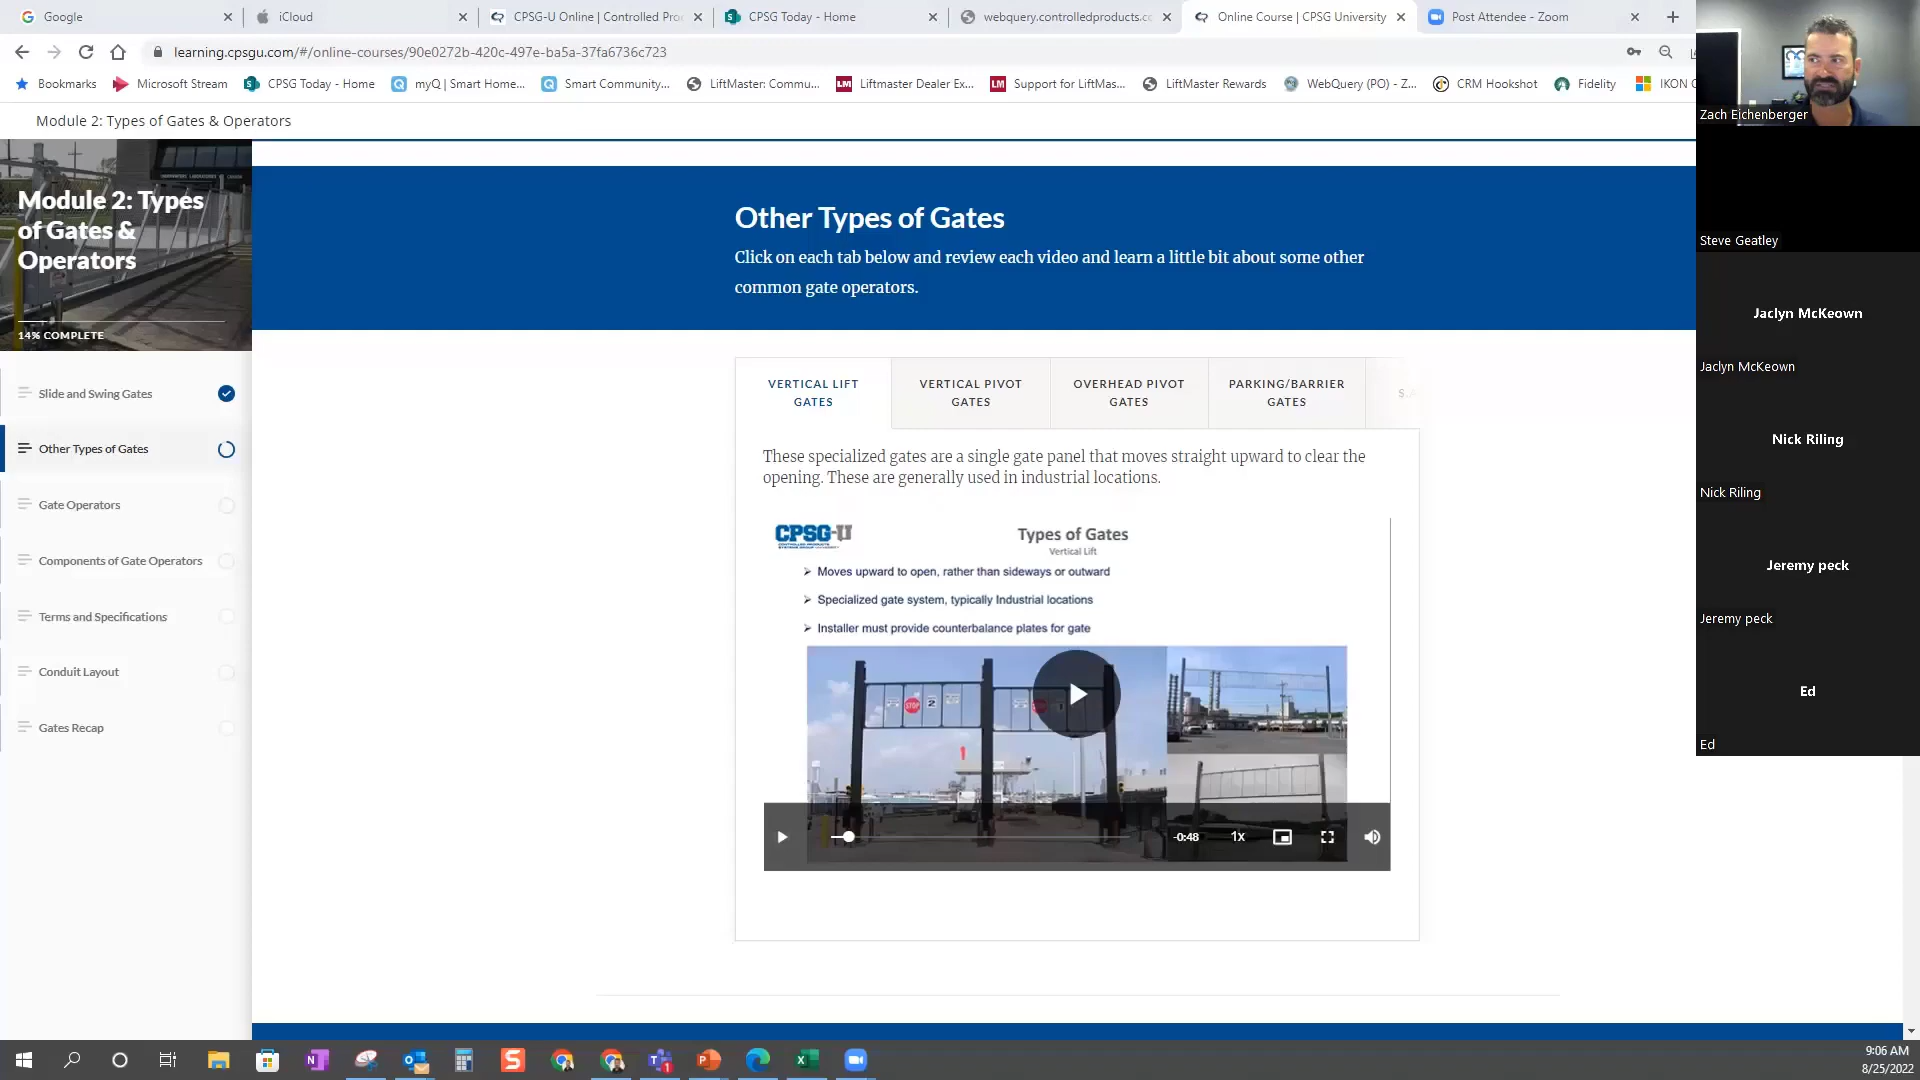 Google
iCloud
CPSG-U Online | Controlled Pro
CPSG Today - Home
webquery.controlledproducts.c
Online Course | CPSG University
Post Attendee - Zoom
learning.cpsgu.com/#/online-courses/90e0272b-420c-497e-ba5a-37fa6736c723
Bookmarks
Microsoft Stream
CPSG Today - Home
myQ | Smart Home...
Smart Community...
LiftMaster: Commu...
Liftmaster Dealer Ex...
Support for LiftMas...
LiftMaster Rewards
WebQuery (PO) - Z...
CRM Hookshot
Fidelity
IKON
Module 2: Types of Gates & Operators
Module 2: Types
of Gates &
Operators
14% COMPLETE
Slide and Swing Gates
Other Types of Gates
Gate Operators
Components of Gate Operators
Terms and Specifications
Conduit Layout
Gates Recap
Other Types of Gates
Click on each tab below and review each video and learn a little bit about some other
common gate operators.
VERTICAL LIFT
GATES
VERTICAL PIVOT
GATES
OVERHEAD PIVOT
GATES
PARKING/BARRIER
GATES
These specialized gates are a single gate panel that moves straight upward to clear the
opening. These are generally used in industrial locations.
CPSG-U
CONTROLLED PRODUCTS
SYSTEMS GROUP UNIVERSITY
Types of Gates
Vertical Lift
➤ Moves upward to open, rather than sideways or outward
➤ Specialized gate system, typically Industrial locations
➤ Installer must provide counterbalance plates for gate
STOP
2
1
-0:48
1x
Zach Eichenberger
Steve Geatley
Jaclyn McKeown
Jaclyn McKeown
Nick Riling
Nick Riling
Jeremy peck
Jeremy peck
Ed
Ed
9:06 AM
8/25/2022